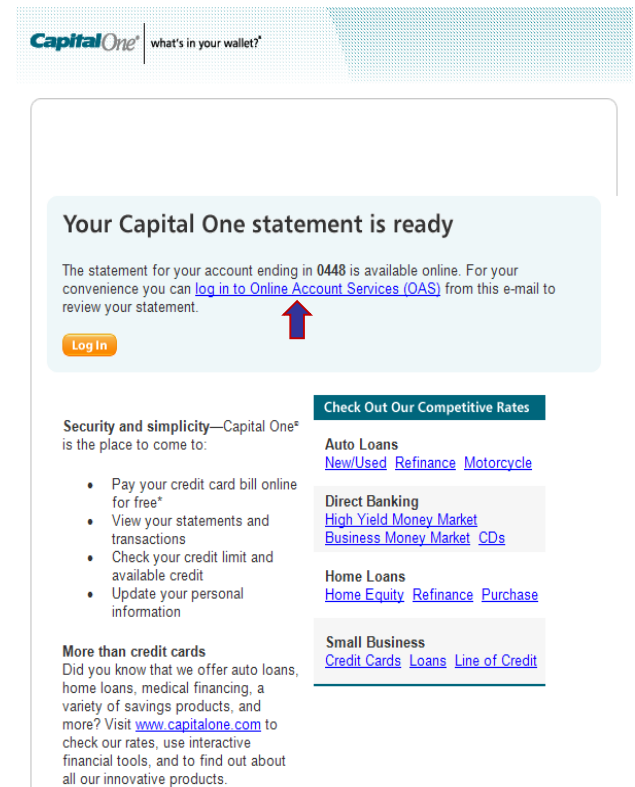 CapitalOne® what's in your wallet?®
Your Capital One statement is ready
The statement for your account ending in 0448 is available online. For your
convenience you can log in to Online Account Services (OAS) from this e-mail to
review your statement.
Log In
Security and simplicity—Capital One®
is the place to come to:
• Pay your credit card bill online
for free*
• View your statements and
transactions
• Check your credit limit and
available credit
• Update your personal
information
More than credit cards
Did you know that we offer auto loans,
home loans, medical financing, a
variety of savings products, and
more? Visit www.capitalone.com to
check our rates, use interactive
financial tools, and to find out about
all our innovative products.
Check Out Our Competitive Rates
Auto Loans
New/Used Refinance Motorcycle
Direct Banking
High Yield Money Market
Business Money Market CDs
Home Loans
Home Equity Refinance Purchase
Small Business
Credit Cards Loans Line of Credit